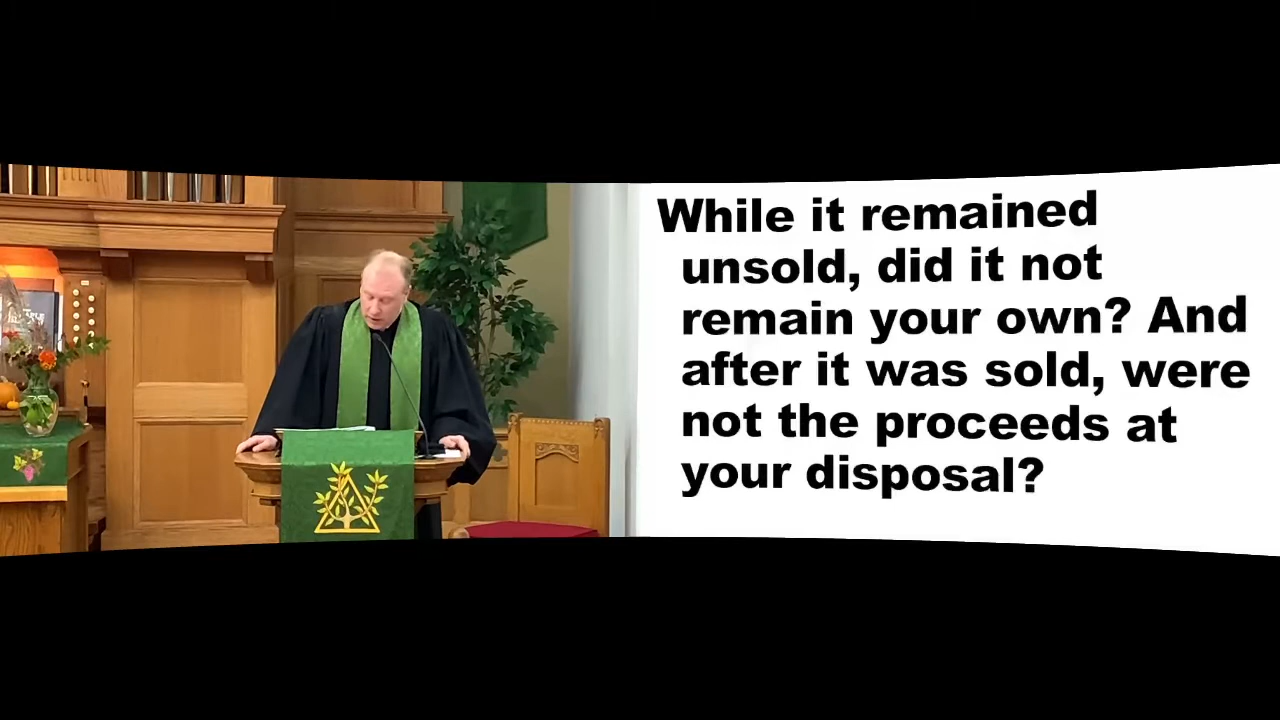 While it remained
unsold, did it not
remain your own? And
after it was sold, were
not the proceeds at
your disposal?